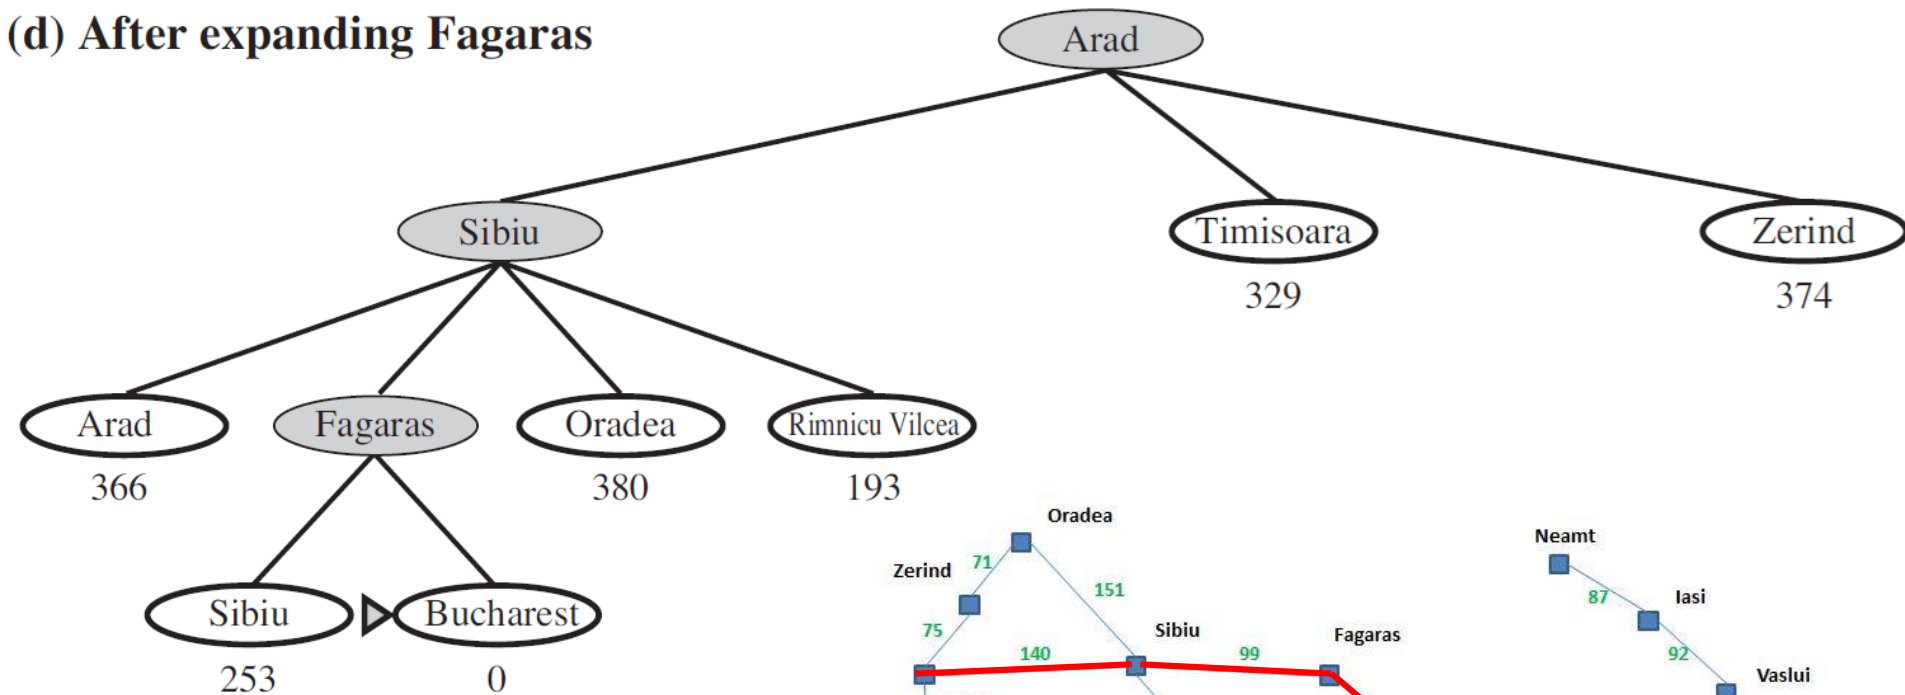 (d) After expanding Fagaras
Arad
Sibiu
Timisoara
Zerind
329
374
Arad
Fagaras
Oradea
Rimnicu Vilcea
366
380
193
Sibiu
Bucharest
253
0
Oradea
Neamt
71
Zerind
151
87
Iasi
75
Sibiu
Fagaras
140
99
92
Vaslui